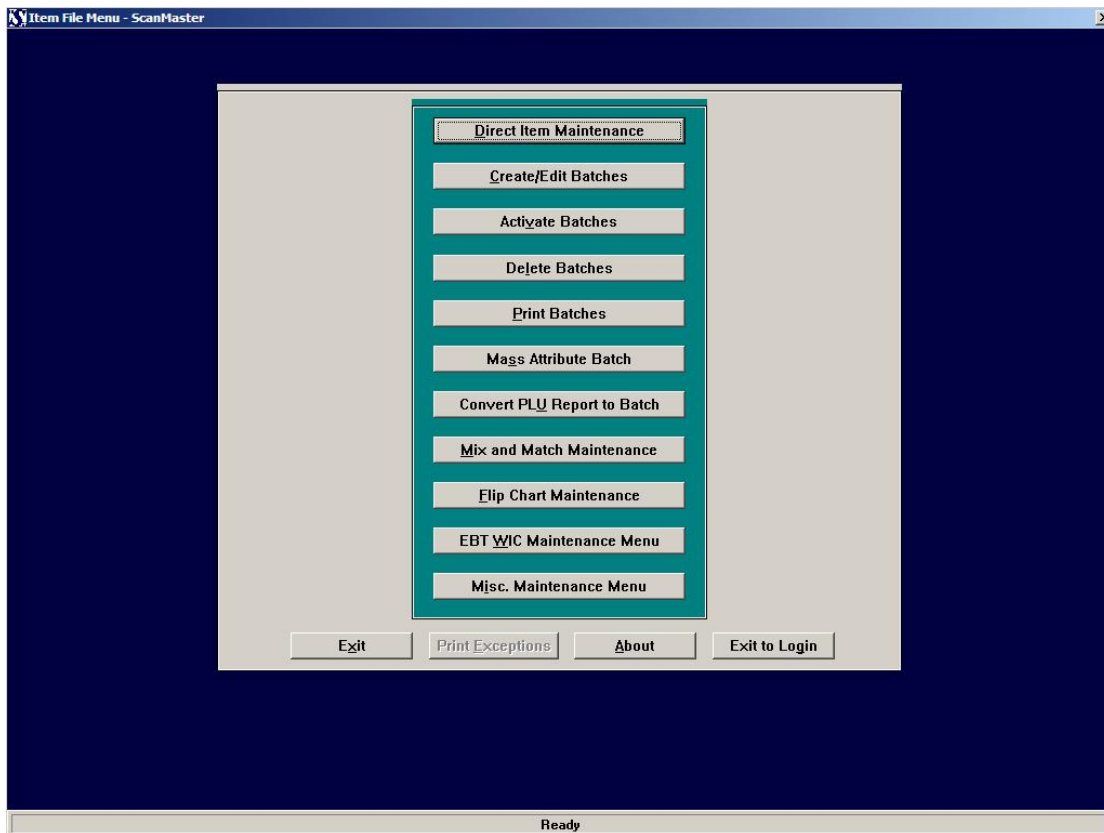 Item File Menu - ScanMaster
Direct Item Maintenance
Create/Edit Batches
Activate Batches
Delete Batches
Print Batches
Mass Attribute Batch
Convert PLU Report to Batch
Mix and Match Maintenance
Flip Chart Maintenance
EBT WIC Maintenance Menu
Misc. Maintenance Menu
Exit Print Exceptions About Exit to Login
Ready